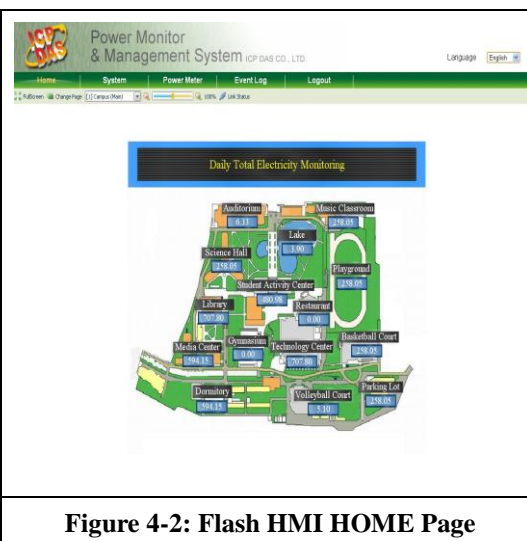 ICP
DAS
Power Monitor
& Management System ICP DAS CO., LTD.
Language English
Home System Power Meter Event Log Logout
FullScreen Change Page [1] Campus (Main) 100% Link Status
Daily Total Electricity Monitoring
Auditorium
6.33
Music Classroom
258.05
Lake
3.90
Science Hall
258.05
Playground
258.05
Student Activity Center
480.98
Library
707.80
Restaurant
0.00
Media Center
594.15
Gymnasium
0.00
Technology Center
707.80
Basketball Court
258.05
Dormitory
594.15
Volleyball Court
5.10
Parking Lot
258.05
Figure 4-2: Flash HMI HOME Page